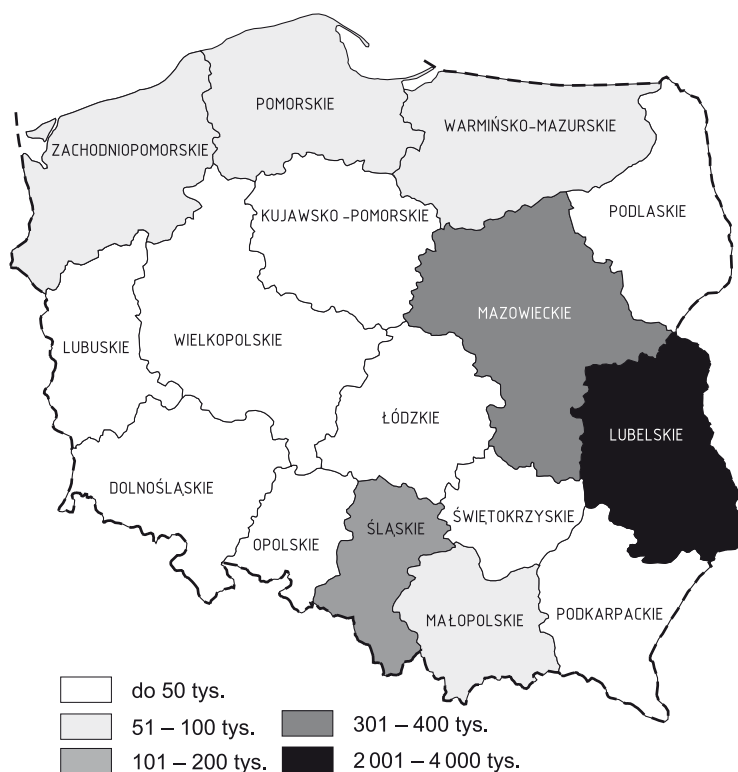 POMORSKIE
WARMIŃSKO-MAZURSKIE
ZACHODNIOPOMORSKIE
KUJAWSKO -POMORSKIE
PODLASKIE
MAZOWIECKIE
WIELKOPOLSKIE
LUBUSKIE
ŁÓDZKIE
LUBELSKIE
DOLNOŚLĄSKIE
ŚWIĘTOKRZYSKIE
ŚLĄSKIE
OPOLSKIE
PODKARPACKIE
MAŁOPOLSKIE
do 50 tys.
51 – 100 tys.
101 – 200 tys.
301 – 400 tys.
2 001 – 4 000 tys.